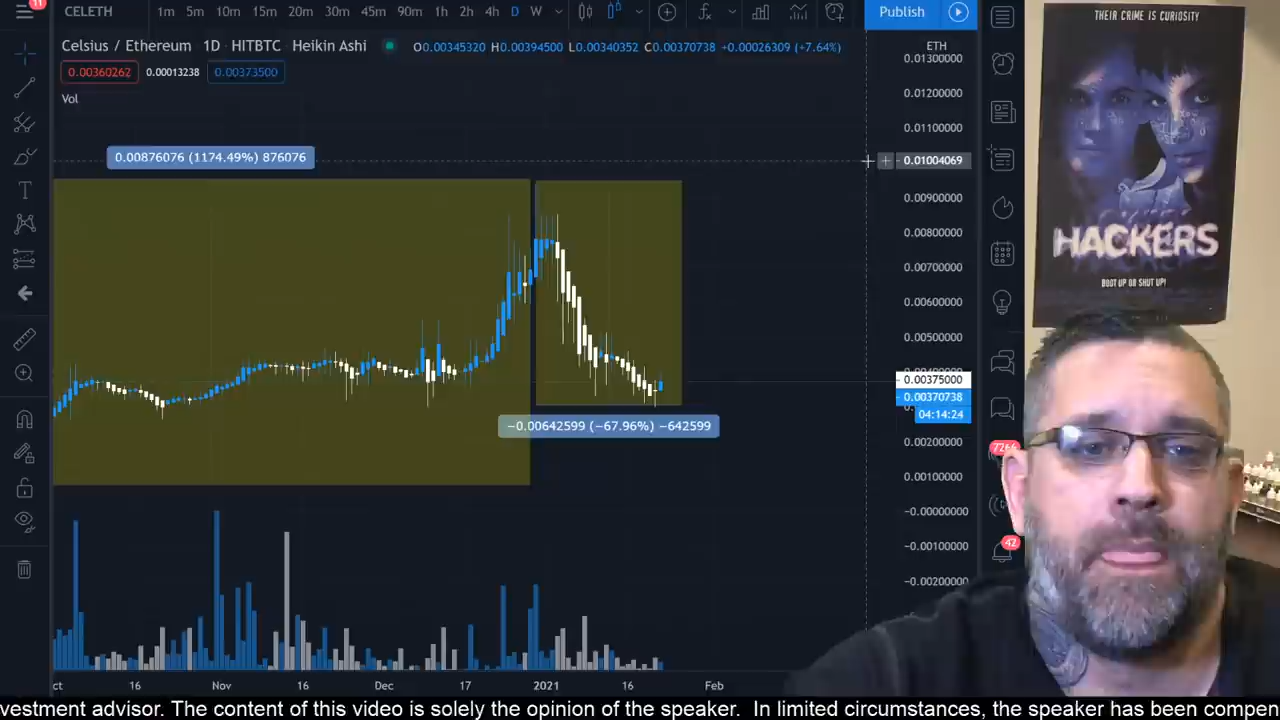 11
CELETH 1m 5m 10m 15m 20m 30m 45m 90m 1h 2h 4h D W Publish
Celsius / Ethereum 1D HITBTC Heikin Ashi O0.00345320 H0.00394500 L0.00340352 C0.00370738 +0.00026309 (+7.64%)
0.00360262 0.00013238 0.00373500
Vol
ETH
0.01300000
0.01200000
0.01100000
0.01004069
0.00900000
0.00800000
0.00700000
0.00600000
0.00500000
0.00375000
0.00370738
04:14:24
0.00200000
0.00100000
−0.00000000
−0.00100000
−0.00200000
0.00876076 (1174.49%) 876076
−0.00642599 (−67.96%) −642599
16 Nov 16 Dec 17 2021 16 Feb
42
THEIR CRIME IS CURIOSITY
HACKERS
BOOT UP OR SHUT UP!
vestment advisor. The content of this video is solely the opinion of the speaker. In limited circumstances, the speaker has been compen